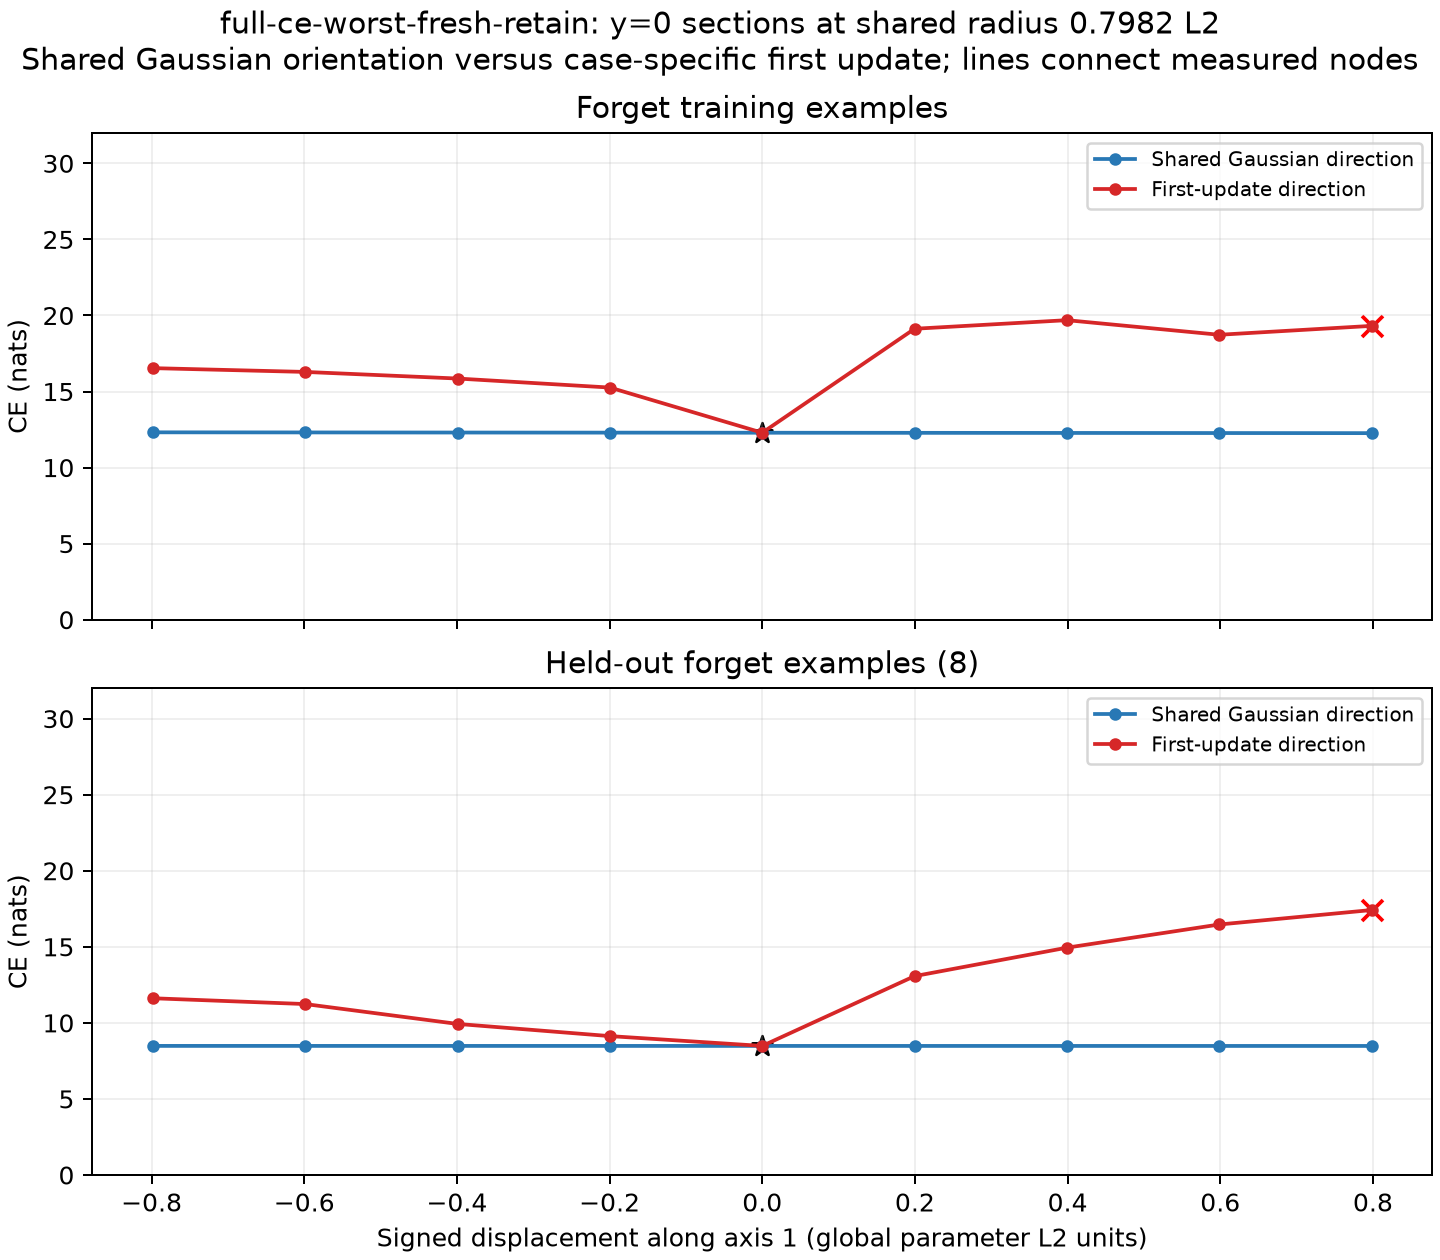 full-ce-worst-fresh-retain: y=0 sections at shared radius 0.7982 L2
Shared Gaussian orientation versus case-specific first update; lines connect measured nodes
Forget training examples
30
25
20
15
10
5
0
CE (nats)
Shared Gaussian direction
First-update direction
Held-out forget examples (8)
30
25
20
15
10
5
0
CE (nats)
Shared Gaussian direction
First-update direction
−0.8
−0.6
−0.4
−0.2
0.0
0.2
0.4
0.6
0.8
Signed displacement along axis 1 (global parameter L2 units)